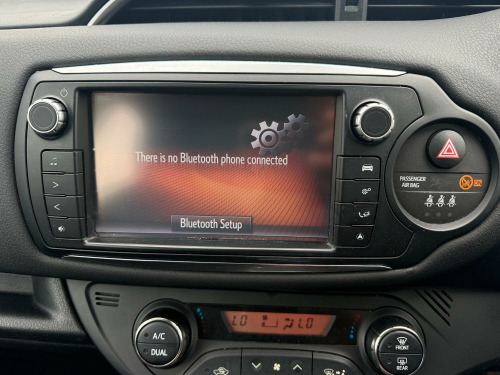 There is no Bluetooth phone connected
Bluetooth Setup
PASSENGER
AIR BAG
LO LO
A/C
DUAL
FRONT
REAR